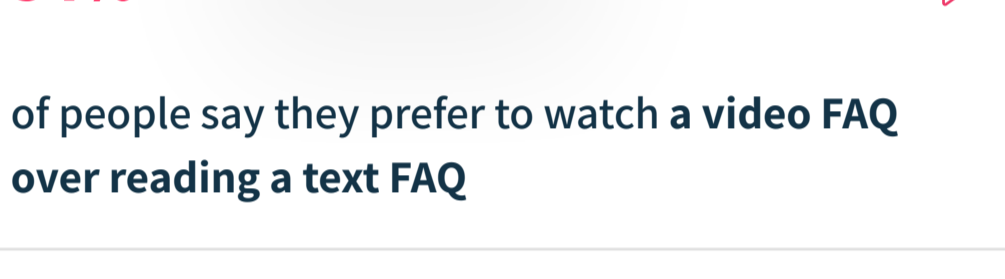 of people say they prefer to watch a video FAQ
over reading a text FAQ